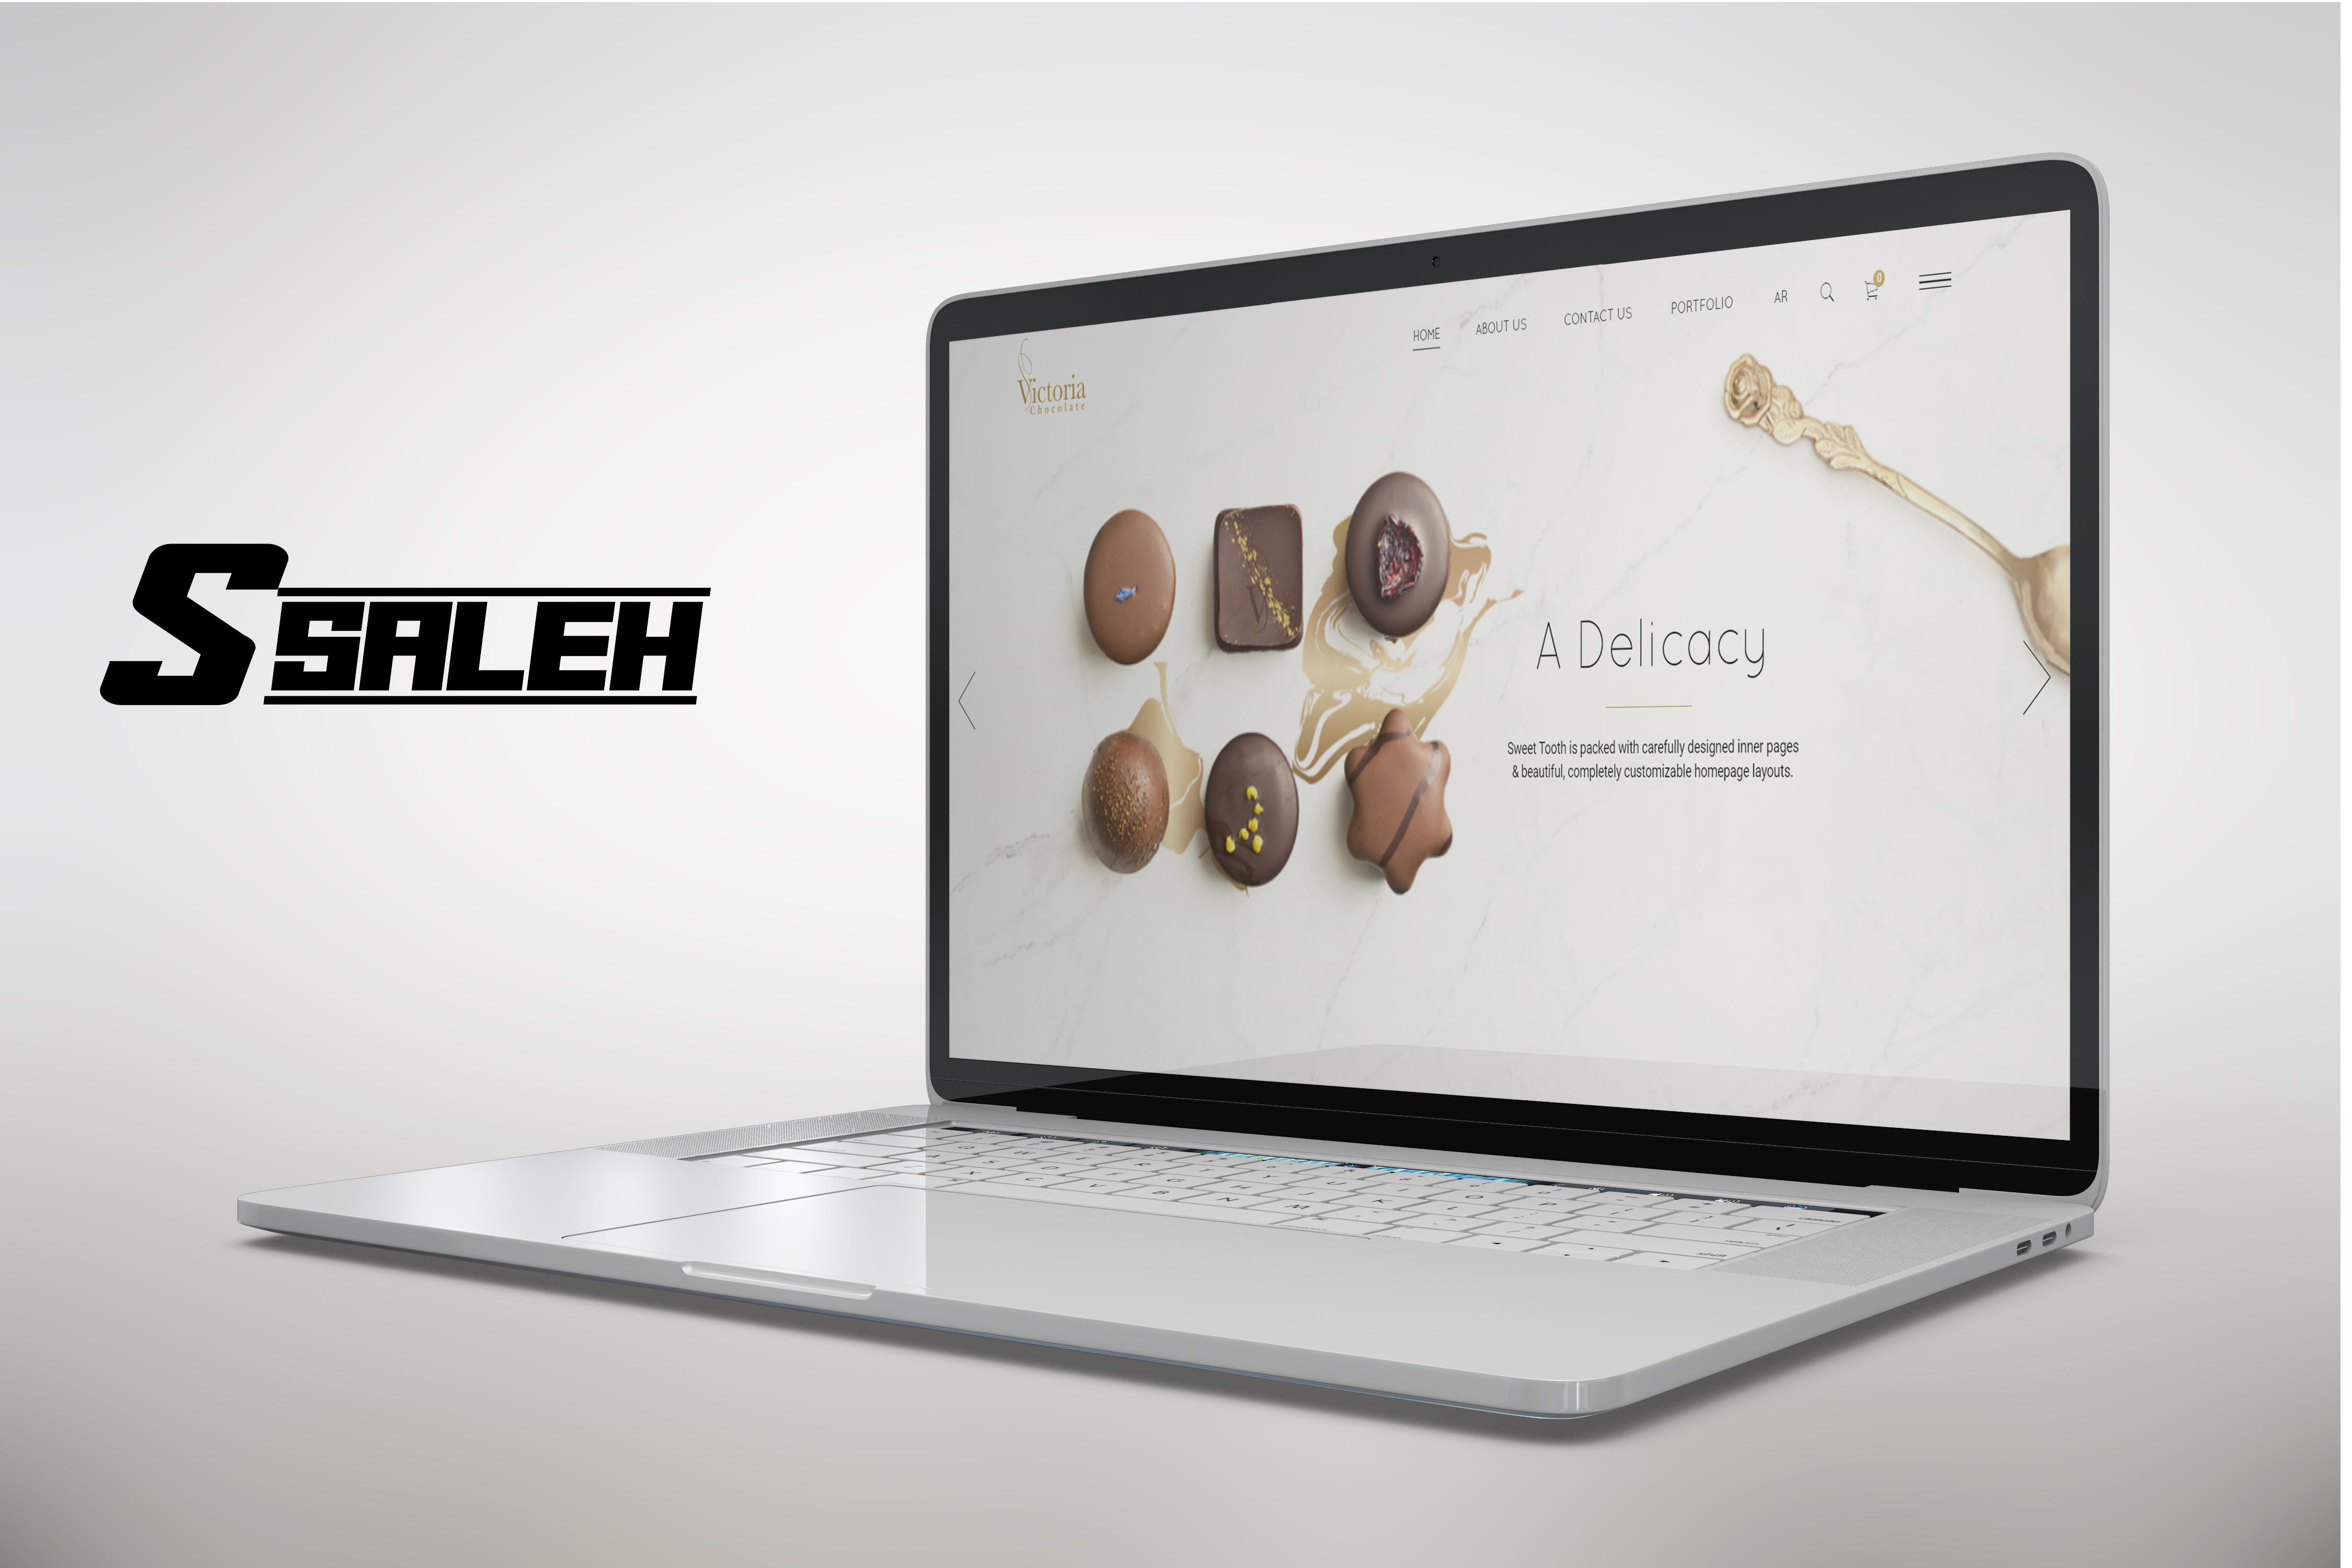 S SALEH
HOME ABOUT US CONTACT US PORTFOLIO AR 0
Victoria
Chocolate
A Delicacy
Sweet Tooth is packed with carefully designed inner pages
& beautiful, completely customizable homepage layouts.
Q W R Y U I O P
A S D F G H J K L
X C V B N M